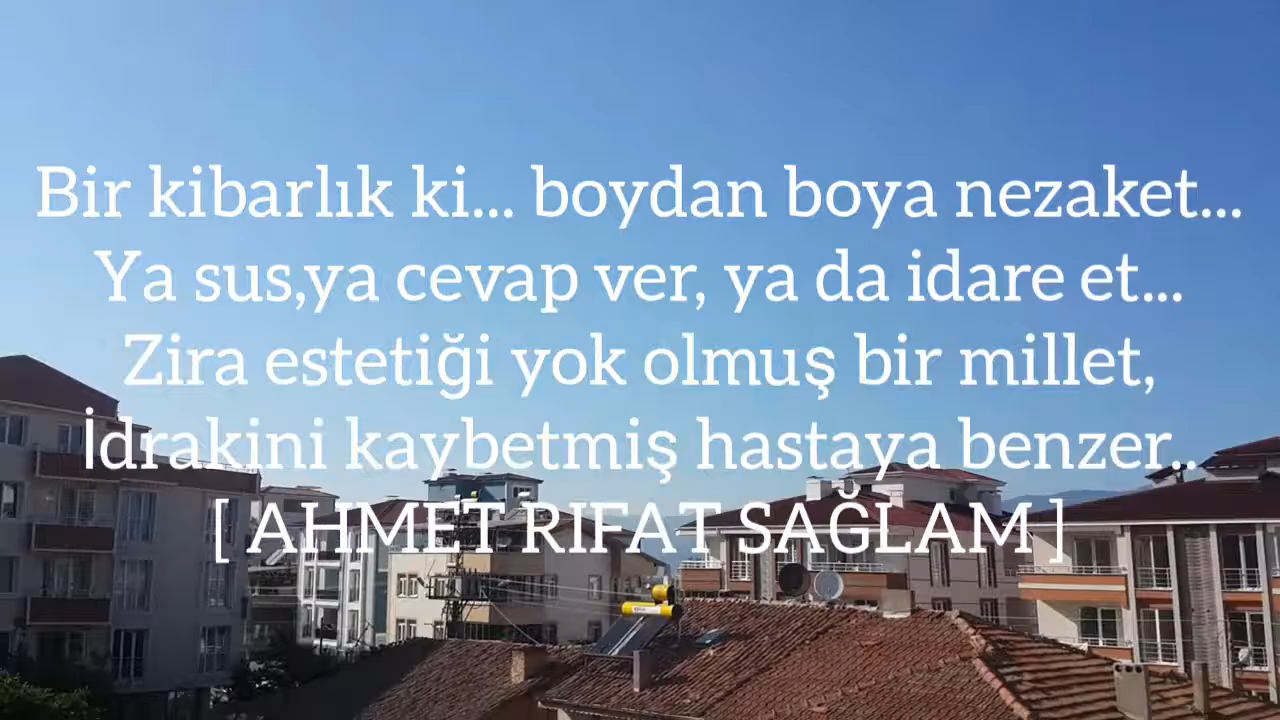 Bir kibarlık ki... boydan boya nezaket...
Ya sus,ya cevap ver, ya da idare et...
Zira estetiği yok olmuş bir millet,
İdrakini kaybetmiş hastaya benzer..
[ AHMET RIFAT SAĞLAM ]